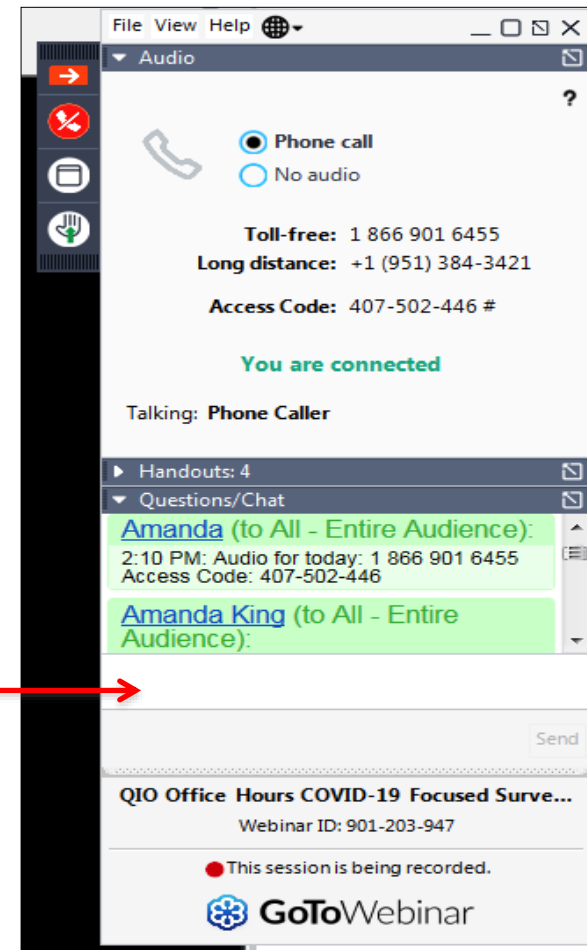 File View Help
Audio
?
Phone call
No audio
Toll-free: 1 866 901 6455
Long distance: +1 (951) 384-3421
Access Code: 407-502-446 #
You are connected
Talking: Phone Caller
Handouts: 4
Questions/Chat
Amanda (to All - Entire Audience):
2:10 PM: Audio for today: 1 866 901 6455
Access Code: 407-502-446
Amanda King (to All - Entire
Audience):
Send
QIO Office Hours COVID-19 Focused Surve...
Webinar ID: 901-203-947
This session is being recorded.
GoToWebinar